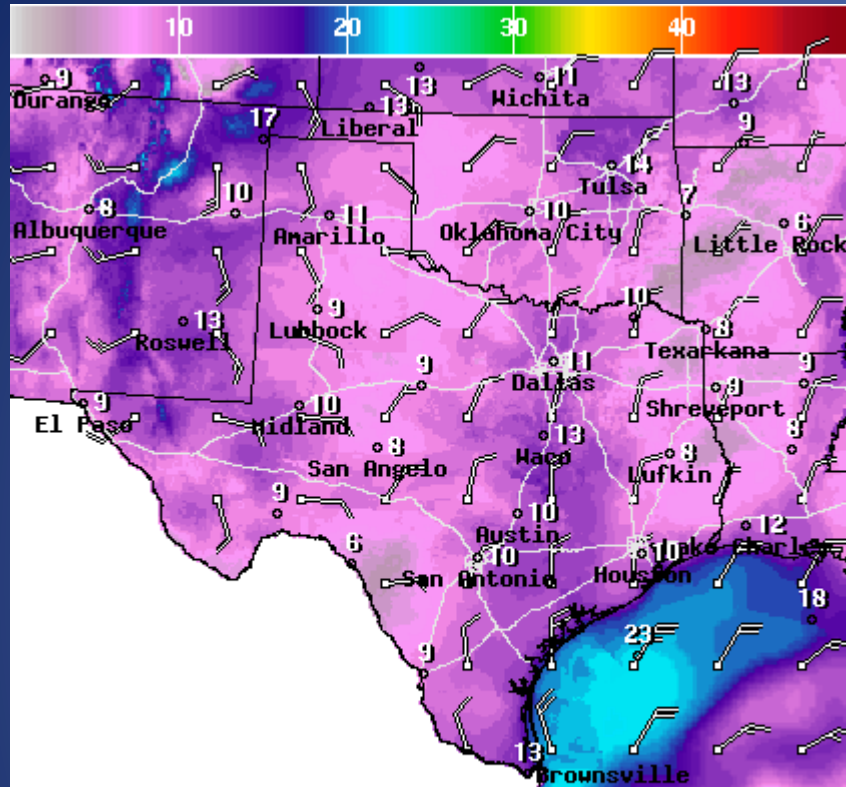 10 20 30 40
9 13 11
Durango Wichita
13 13
Liberal
17 9
14
Tulsa
8 10 11 10 7 6
Albuquerque Amarillo Oklahoma City Little Rock
13 9 10 8
Roswell Lubbock Texarkana
11
9 Dallas 9 9
9 10 Shreveport
El Paso Midland
8 13 8 8
San Angelo Waco Lufkin
9 10 12
Austin
6 10 10 Lake Charles
San Antonio Houston
18
23
9
13
Brownsville